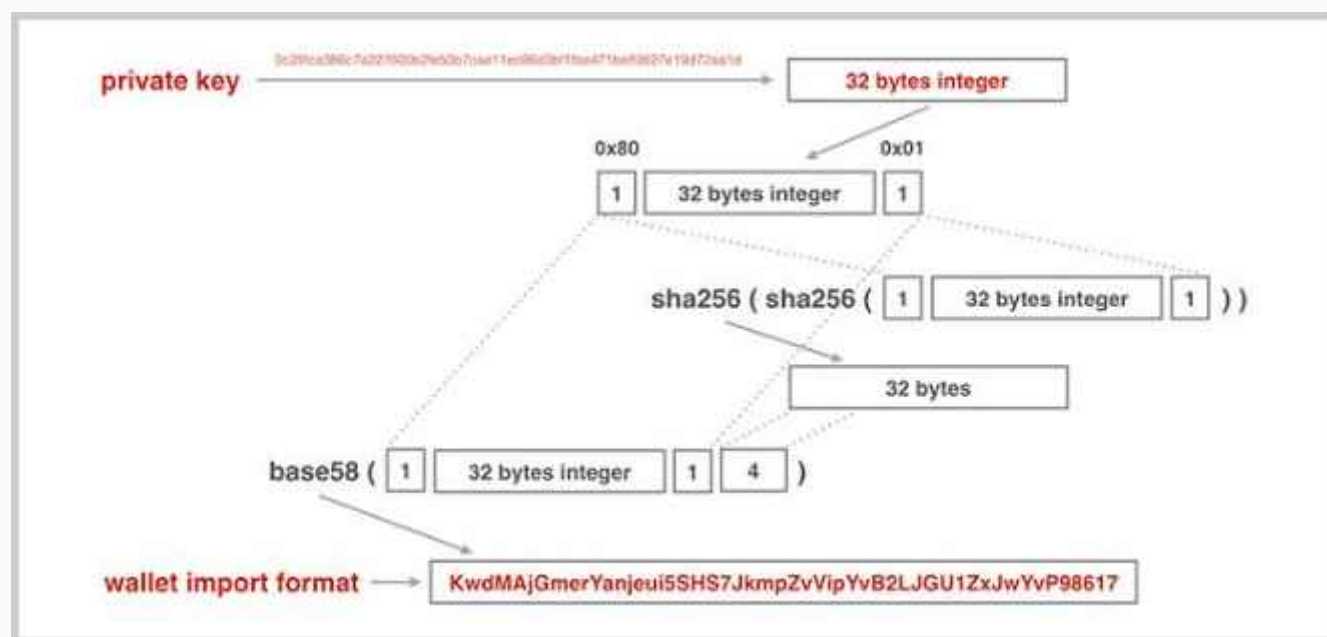 private key
32 bytes integer
0x80 0x01
1 32 bytes integer 1
sha256 ( sha256 ( 1 32 bytes integer 1 ) )
32 bytes
base58 ( 1 32 bytes integer 1 4 )
wallet import format KwdMAjGmerYanjeui5SHS7JkmpZvVipYvB2LJGU1ZxJwYvP98617